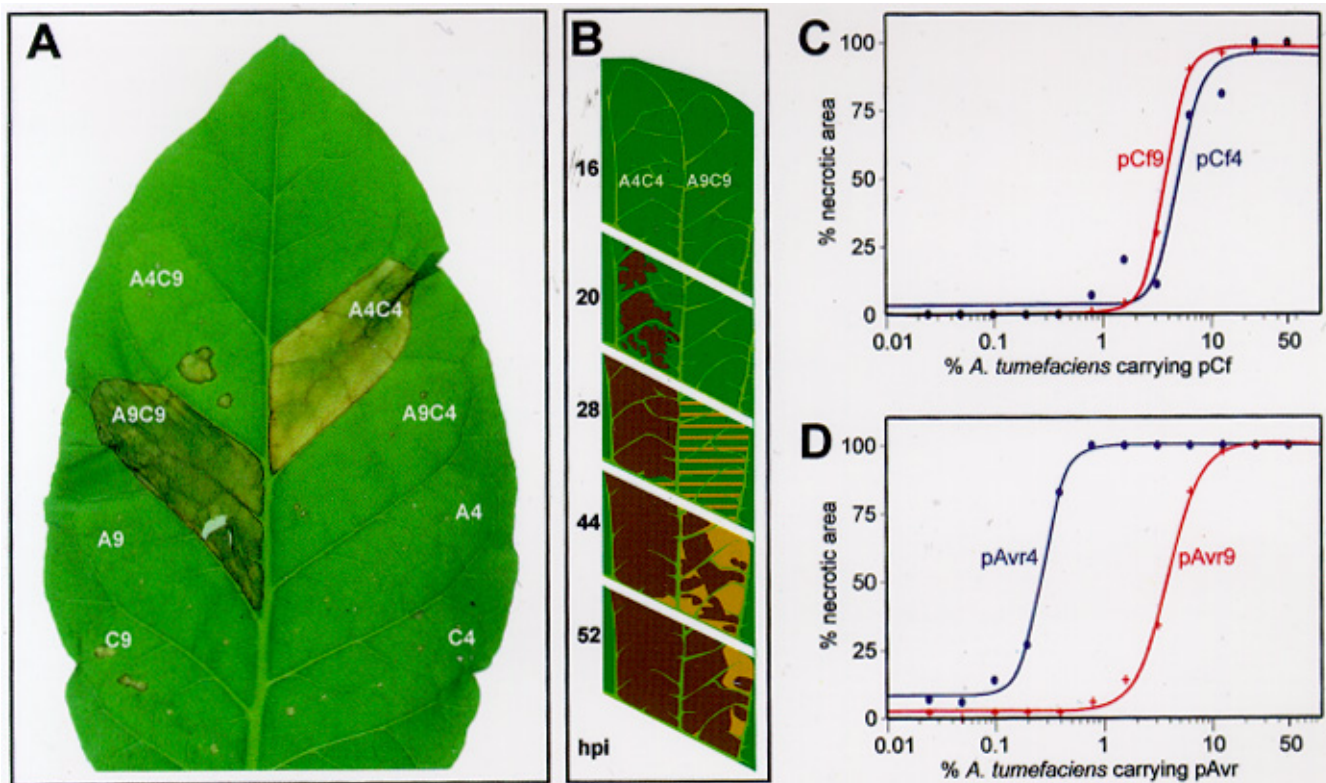 A
A4C9
A4C4
A9C9
A9C4
A9
A4
C9
C4
B
16
A4C4
A9C9
20
28
44
52
hpi
C
% necrotic area
100
75
50
25
0
pCf9
pCf4
0.01
0.1
1
10
50
% A. tumefaciens carrying pCf
D
% necrotic area
100
75
50
25
0
pAvr4
pAvr9
0.01
0.1
1
10
50
% A. tumefaciens carrying pAvr